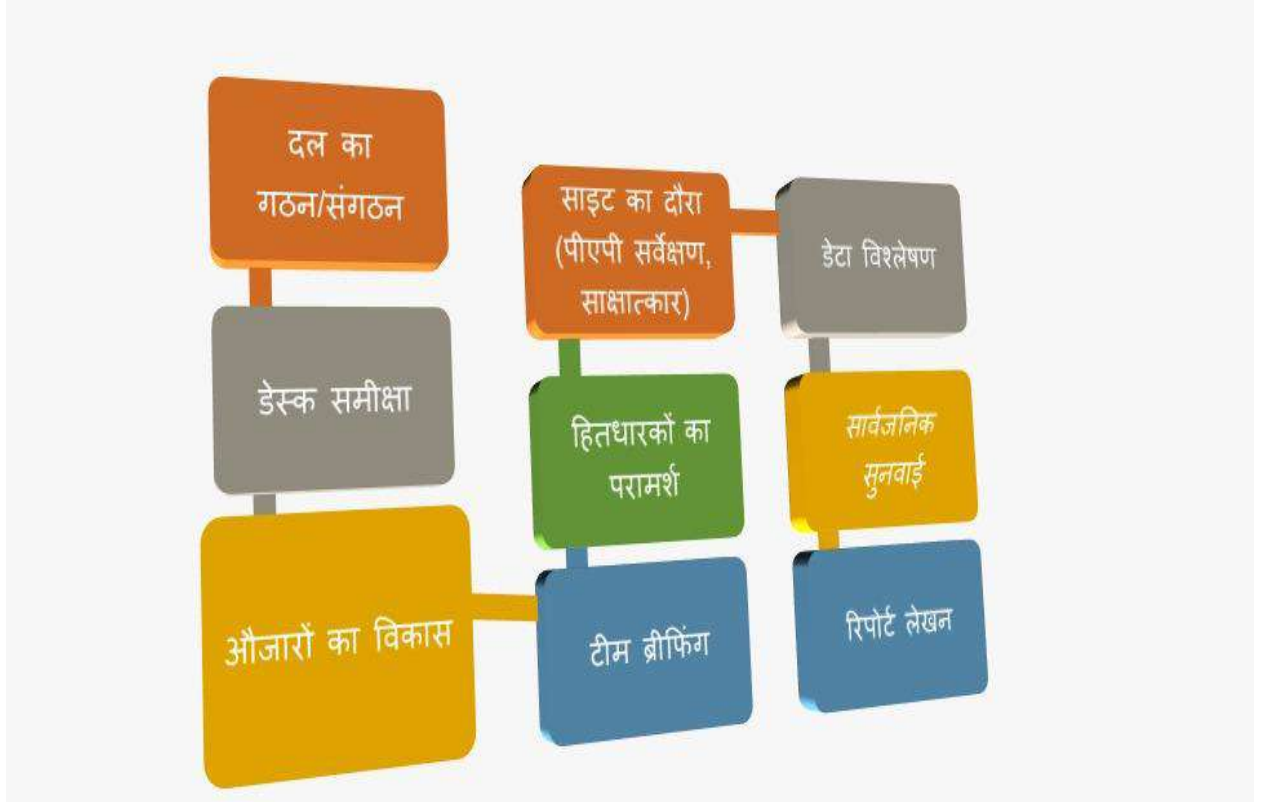 दल का
गठन/संगठन
डेस्क समीक्षा
औजारों का विकास
टीम ब्रीफिंग
हितधारकों का
परामर्श
साइट का दौरा
(पीएपी सर्वेक्षण,
साक्षात्कार)
डेटा विश्लेषण
सार्वजनिक
सुनवाई
रिपोर्ट लेखन